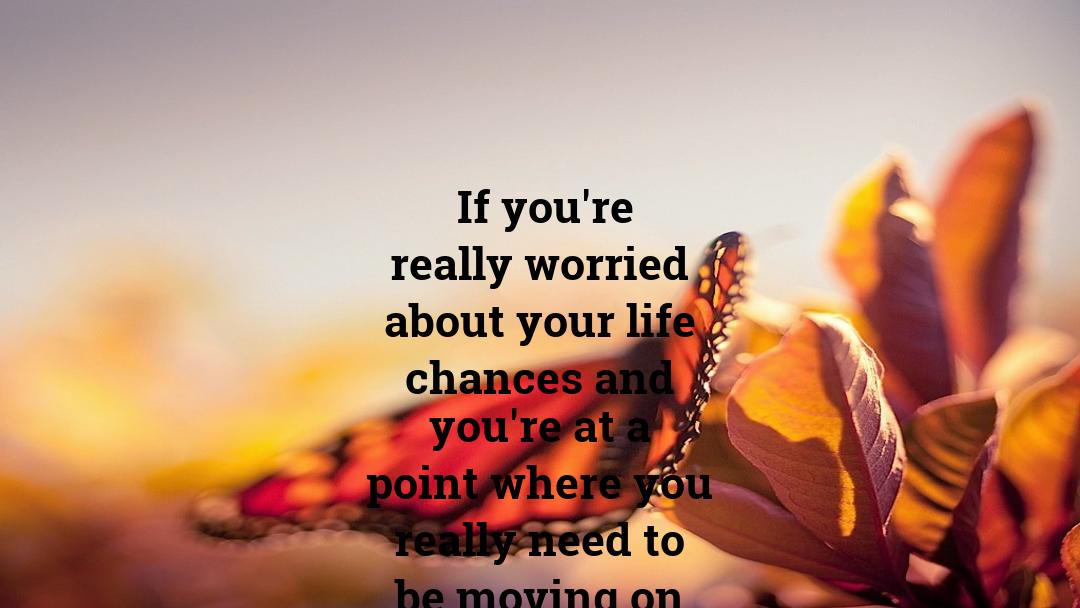 If you're
really worried
about your life
chances and
you're at a
point where you
really need to
be moving on